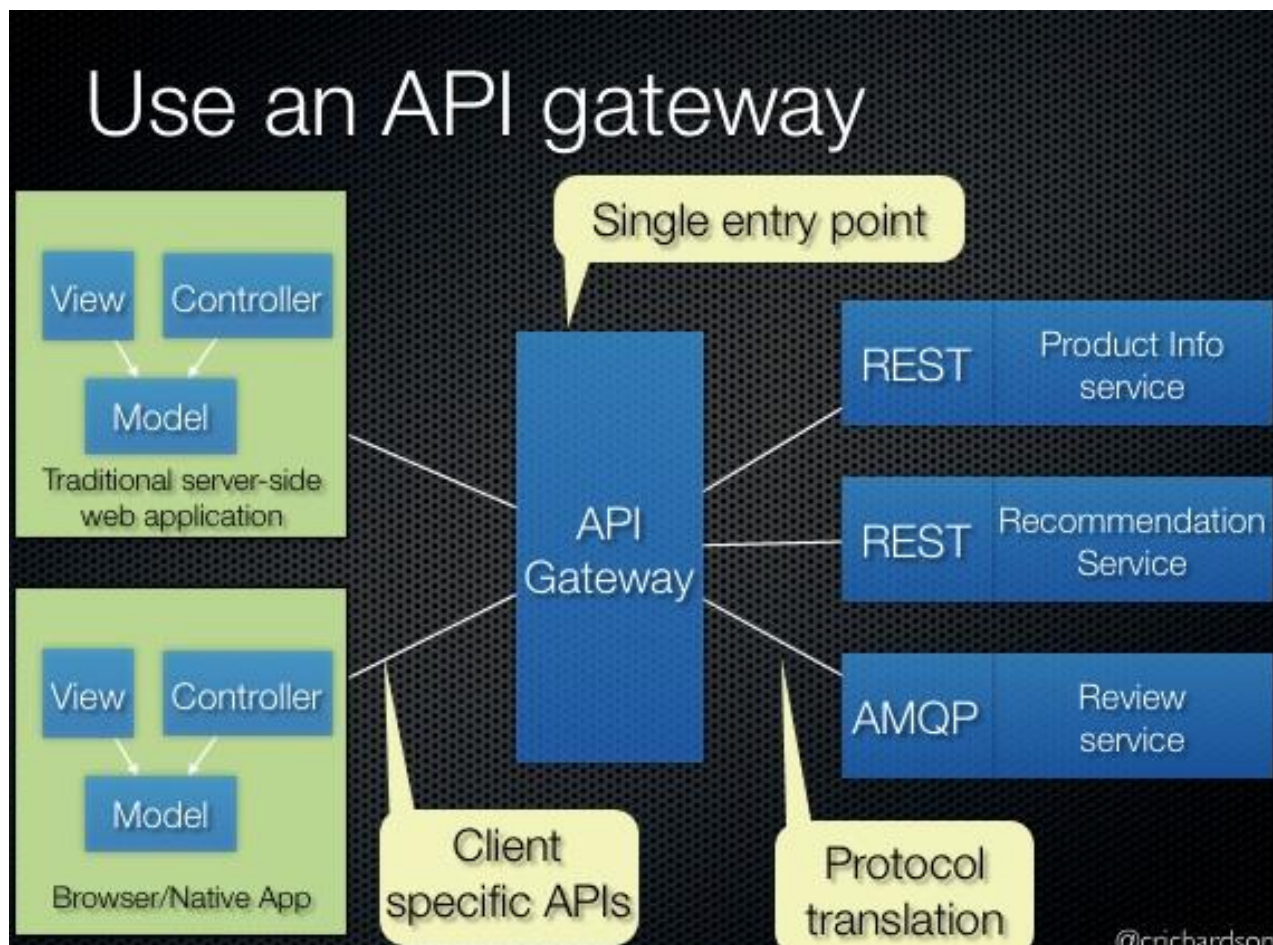 Use an API gateway
Single entry point
View
Controller
Model
Traditional server-side
web application
View
Controller
Model
Browser/Native App
API
Gateway
REST
Product Info
service
REST
Recommendation
Service
AMQP
Review
service
Client
specific APIs
Protocol
translation
@crichardson